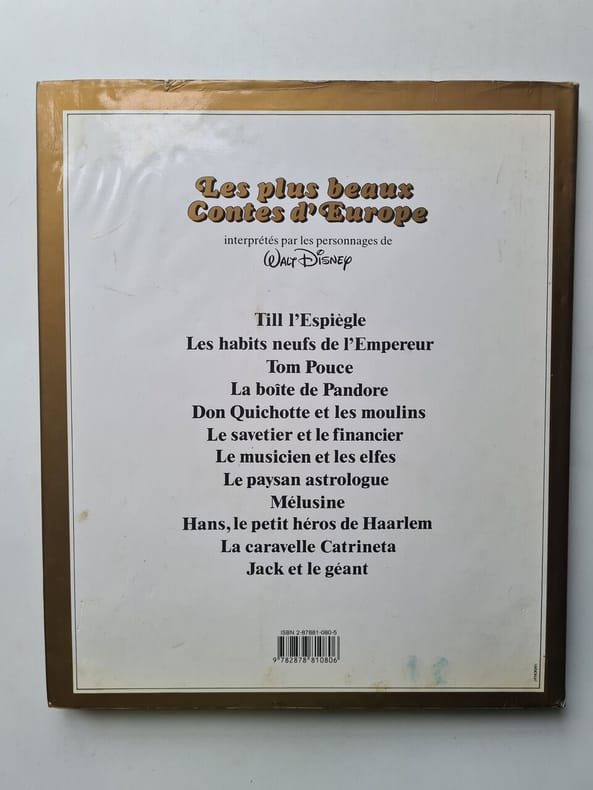 Les plus beaux
Contes d'Europe
interprétés par les personnages de
WALT DISNEY
Till l'Espiègle
Les habits neufs de l'Empereur
Tom Pouce
La boîte de Pandore
Don Quichotte et les moulins
Le savetier et le financier
Le musicien et les elfes
Le paysan astrologue
Mélusine
Hans, le petit héros de Haarlem
La caravelle Catrineta
Jack et le géant
ISBN 2-87881-080-5
9 782878 810806